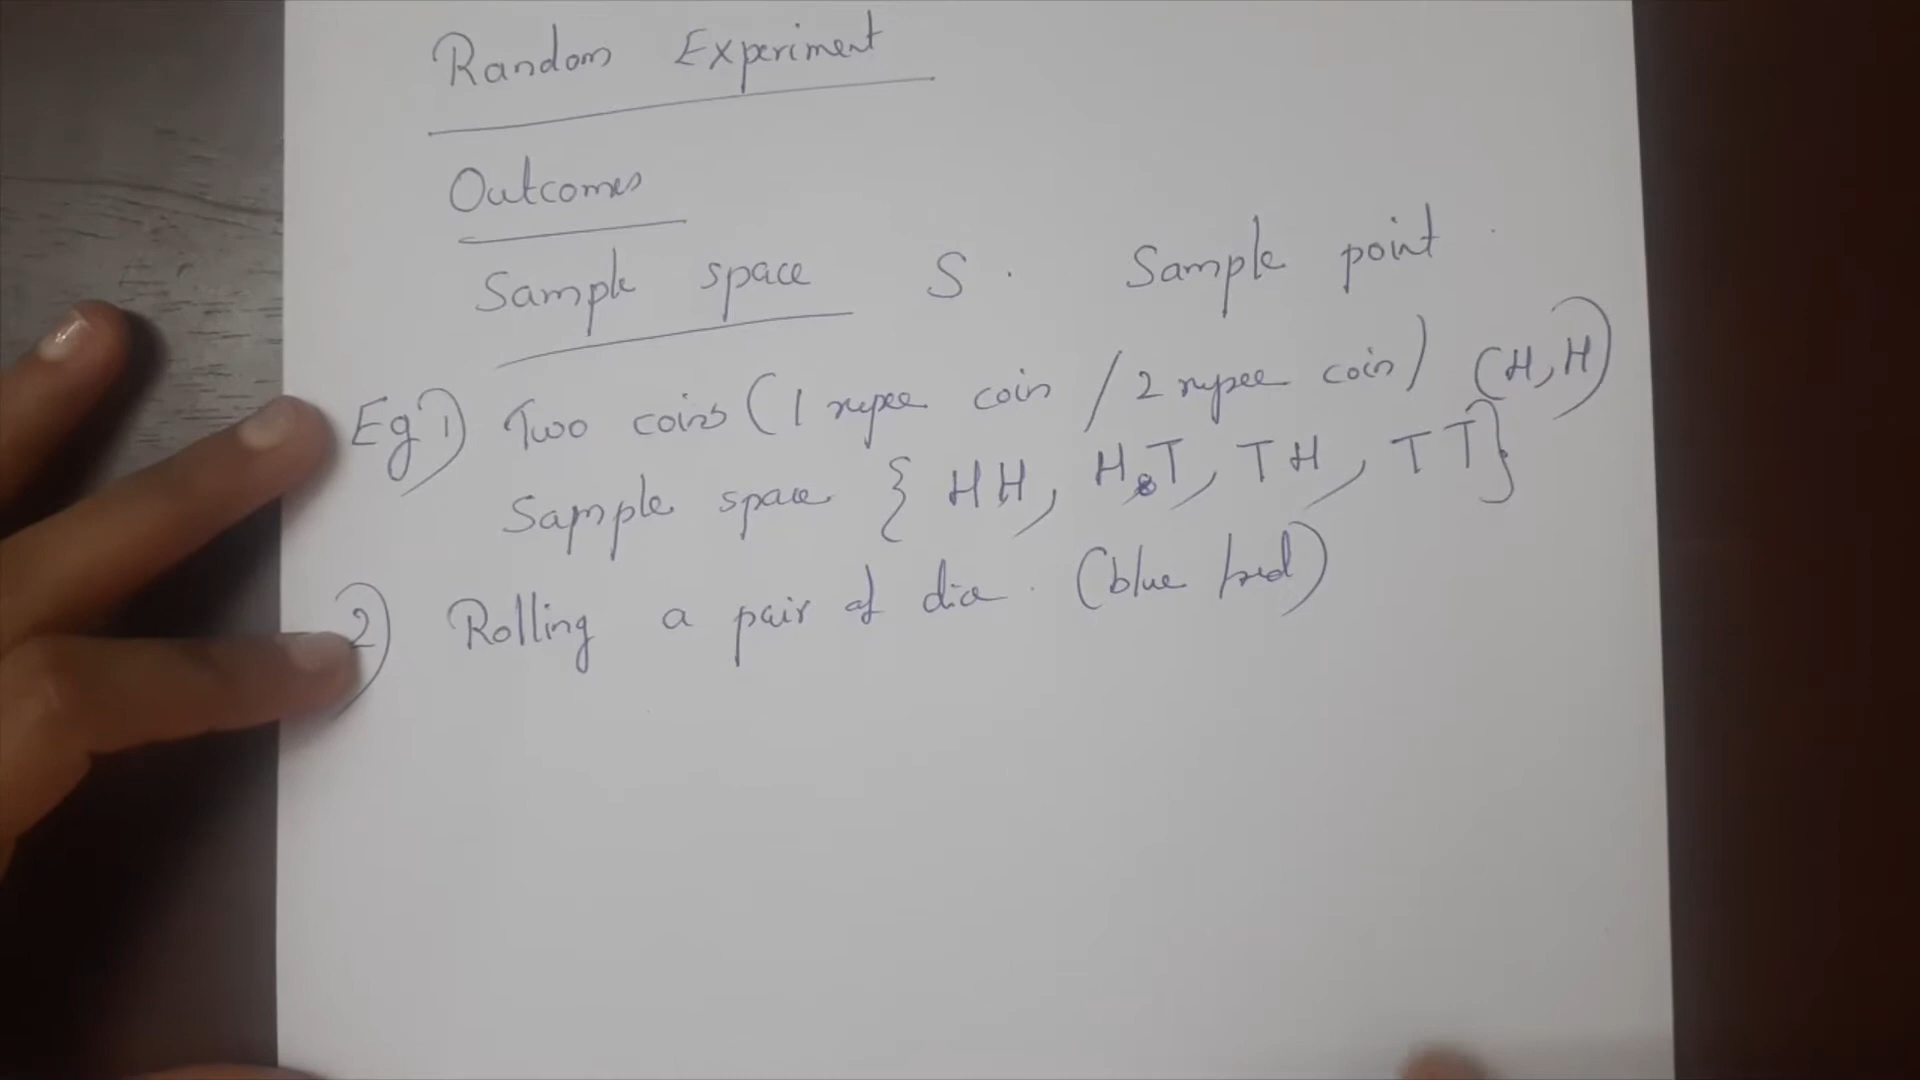 Random Experiment
Outcomes
Sample space S. Sample point.
Eg 1) Two coins (1 rupee coin / 2 rupee coin) (H,H)
Sample space { HH, HT, TH, TT}
2) Rolling a pair of dice. (blue / red)